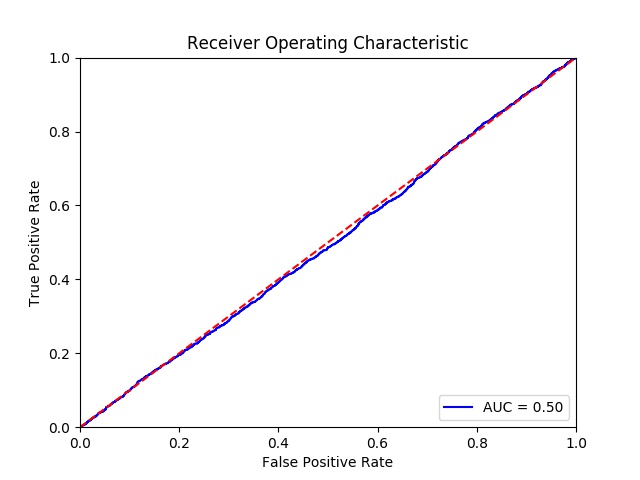 Receiver Operating Characteristic
1.0
0.8
0.6
0.4
0.2
0.0
True Positive Rate
AUC = 0.50
0.0 0.2 0.4 0.6 0.8 1.0
False Positive Rate